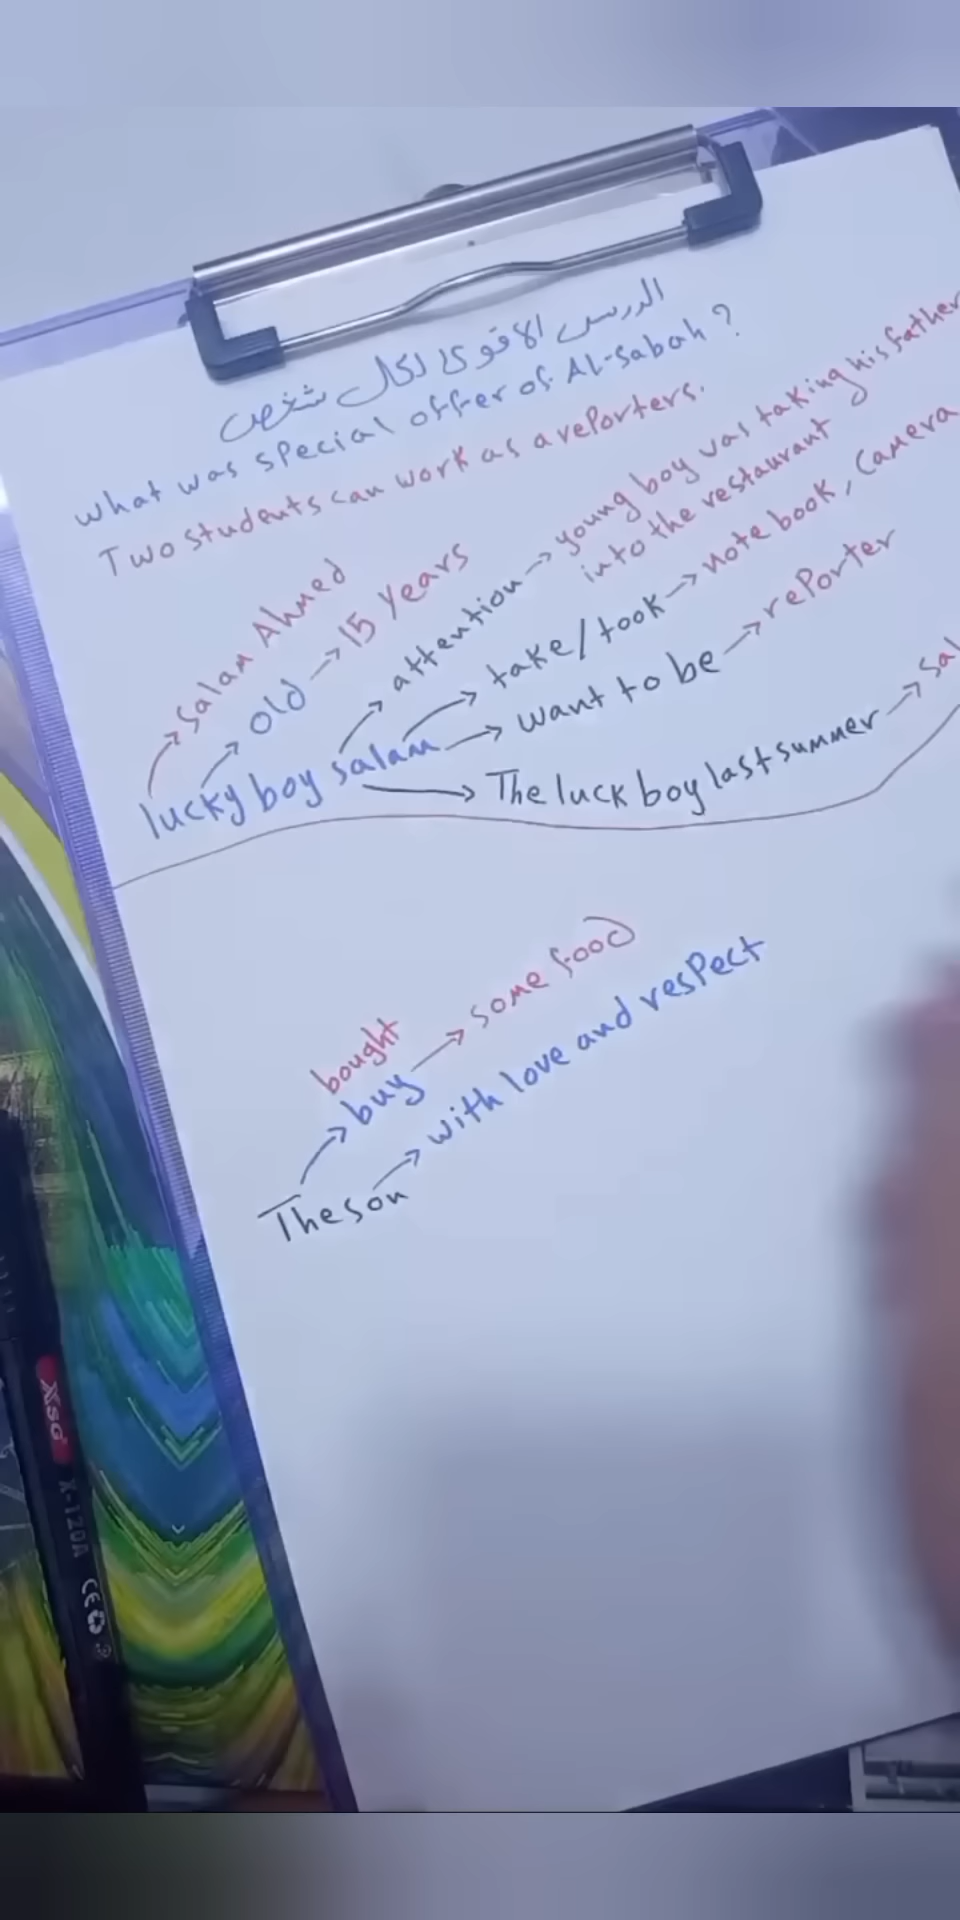 الدرس الاقوى لكل شخص
what was special offer of Al-Sabah?
Two students can work as a reporters.
salam Ahmed
old → 15 years
attention → young boy was taking his father
into the restaurant
take/took → note book, Camera
want to be → reporter
lucky boy salam
The luck boy last summer → Sal
bought
buy → some food
with love and respect
The son
XSG
X-120A
CE